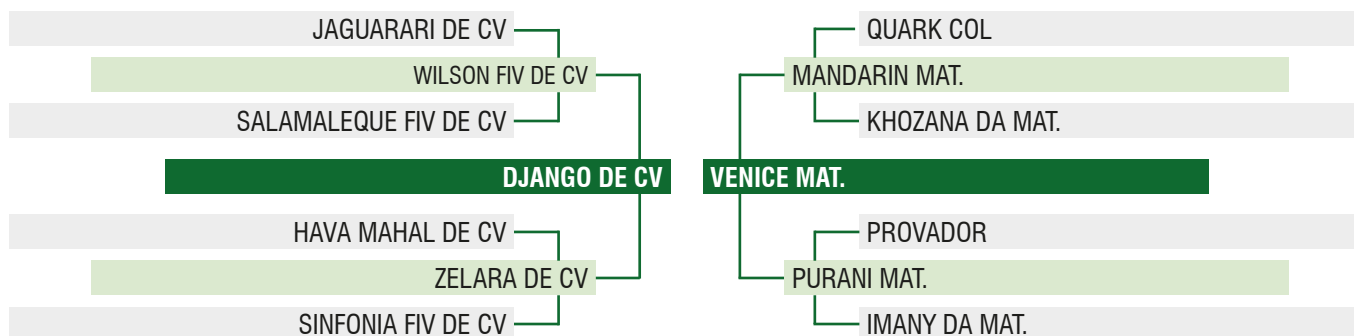 JAGUARARI DE CV
WILSON FIV DE CV
SALAMALEQUE FIV DE CV
DJANGO DE CV
HAVA MAHAL DE CV
ZELARA DE CV
SINFONIA FIV DE CV
QUARK COL
MANDARIN MAT.
KHOZANA DA MAT.
VENICE MAT.
PROVADOR
PURANI MAT.
IMANY DA MAT.